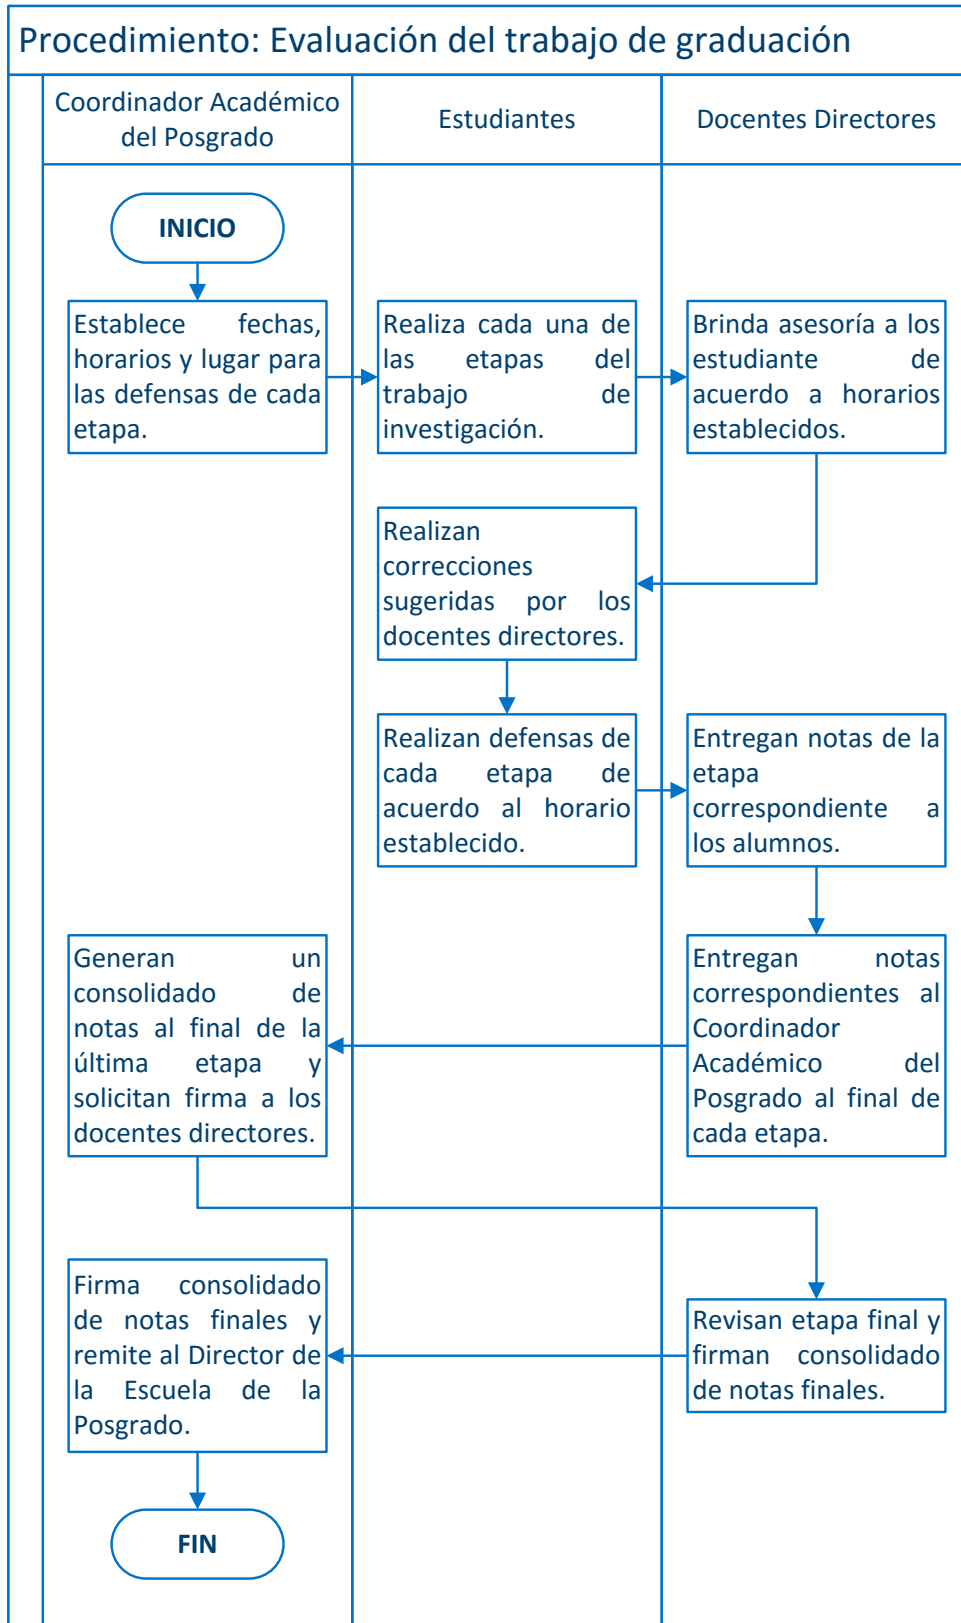 Procedimiento: Evaluación del trabajo de graduación
Coordinador Académico
del Posgrado
Estudiantes
Docentes Directores
INICIO
Establece fechas,
horarios y lugar para
las defensas de cada
etapa.
Realiza cada una de
las etapas del
trabajo de
investigación.
Brinda asesoría a los
estudiante de
acuerdo a horarios
establecidos.
Realizan
correcciones
sugeridas por los
docentes directores.
Realizan defensas de
cada etapa de
acuerdo al horario
establecido.
Entregan notas de la
etapa
correspondiente a
los alumnos.
Entregan notas
correspondientes al
Coordinador
Académico del
Posgrado al final de
cada etapa.
Generan un
consolidado de
notas al final de la
última etapa y
solicitan firma a los
docentes directores.
Revisan etapa final y
firman consolidado
de notas finales.
Firma consolidado
de notas finales y
remite al Director de
la Escuela de la
Posgrado.
FIN